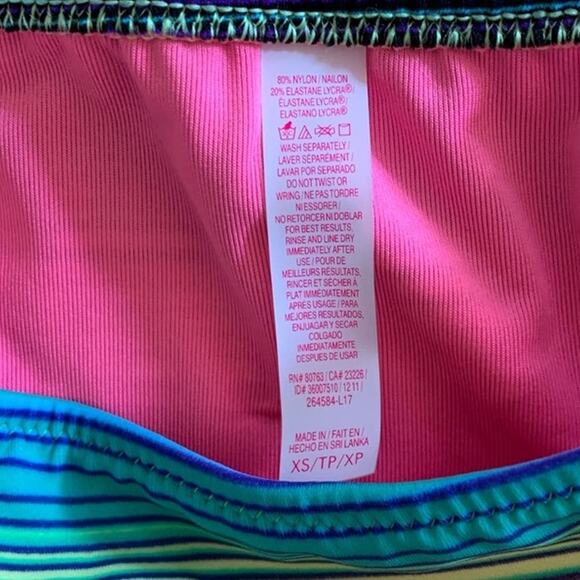 80% NYLON / NAILON
20% ELASTANE LYCRA®/
ÉLASTANE LYCRA®/
ELASTANO LYCRA®/
WASH SEPARATELY/
LAVER SÉPARÉMENT/
LAVAR POR SEPARADO
DO NOT TWIST OR
WRING / NE PAS TORDRE
NI ESSORER /
NO RETORCER NI DOBLAR
FOR BEST RESULTS,
RINSE AND LINE DRY
IMMEDIATELY AFTER
USE / POUR DE
MEILLEURS RÉSULTATS,
RINCER ET SÉCHER À
PLAT IMMÉDIATEMENT
APRÈS USAGE / PARA
MEJORES RESULTADOS,
ENJUAGAR Y SECAR
COLGADO
INMEDIATAMENTE
DESPUES DE USAR
RN# 80763 / CA# 23226 /
ID# 36007510 / 12 11 /
264584-L17
MADE IN / FAIT EN /
HECHO EN SRI LANKA
XS/TP/XP